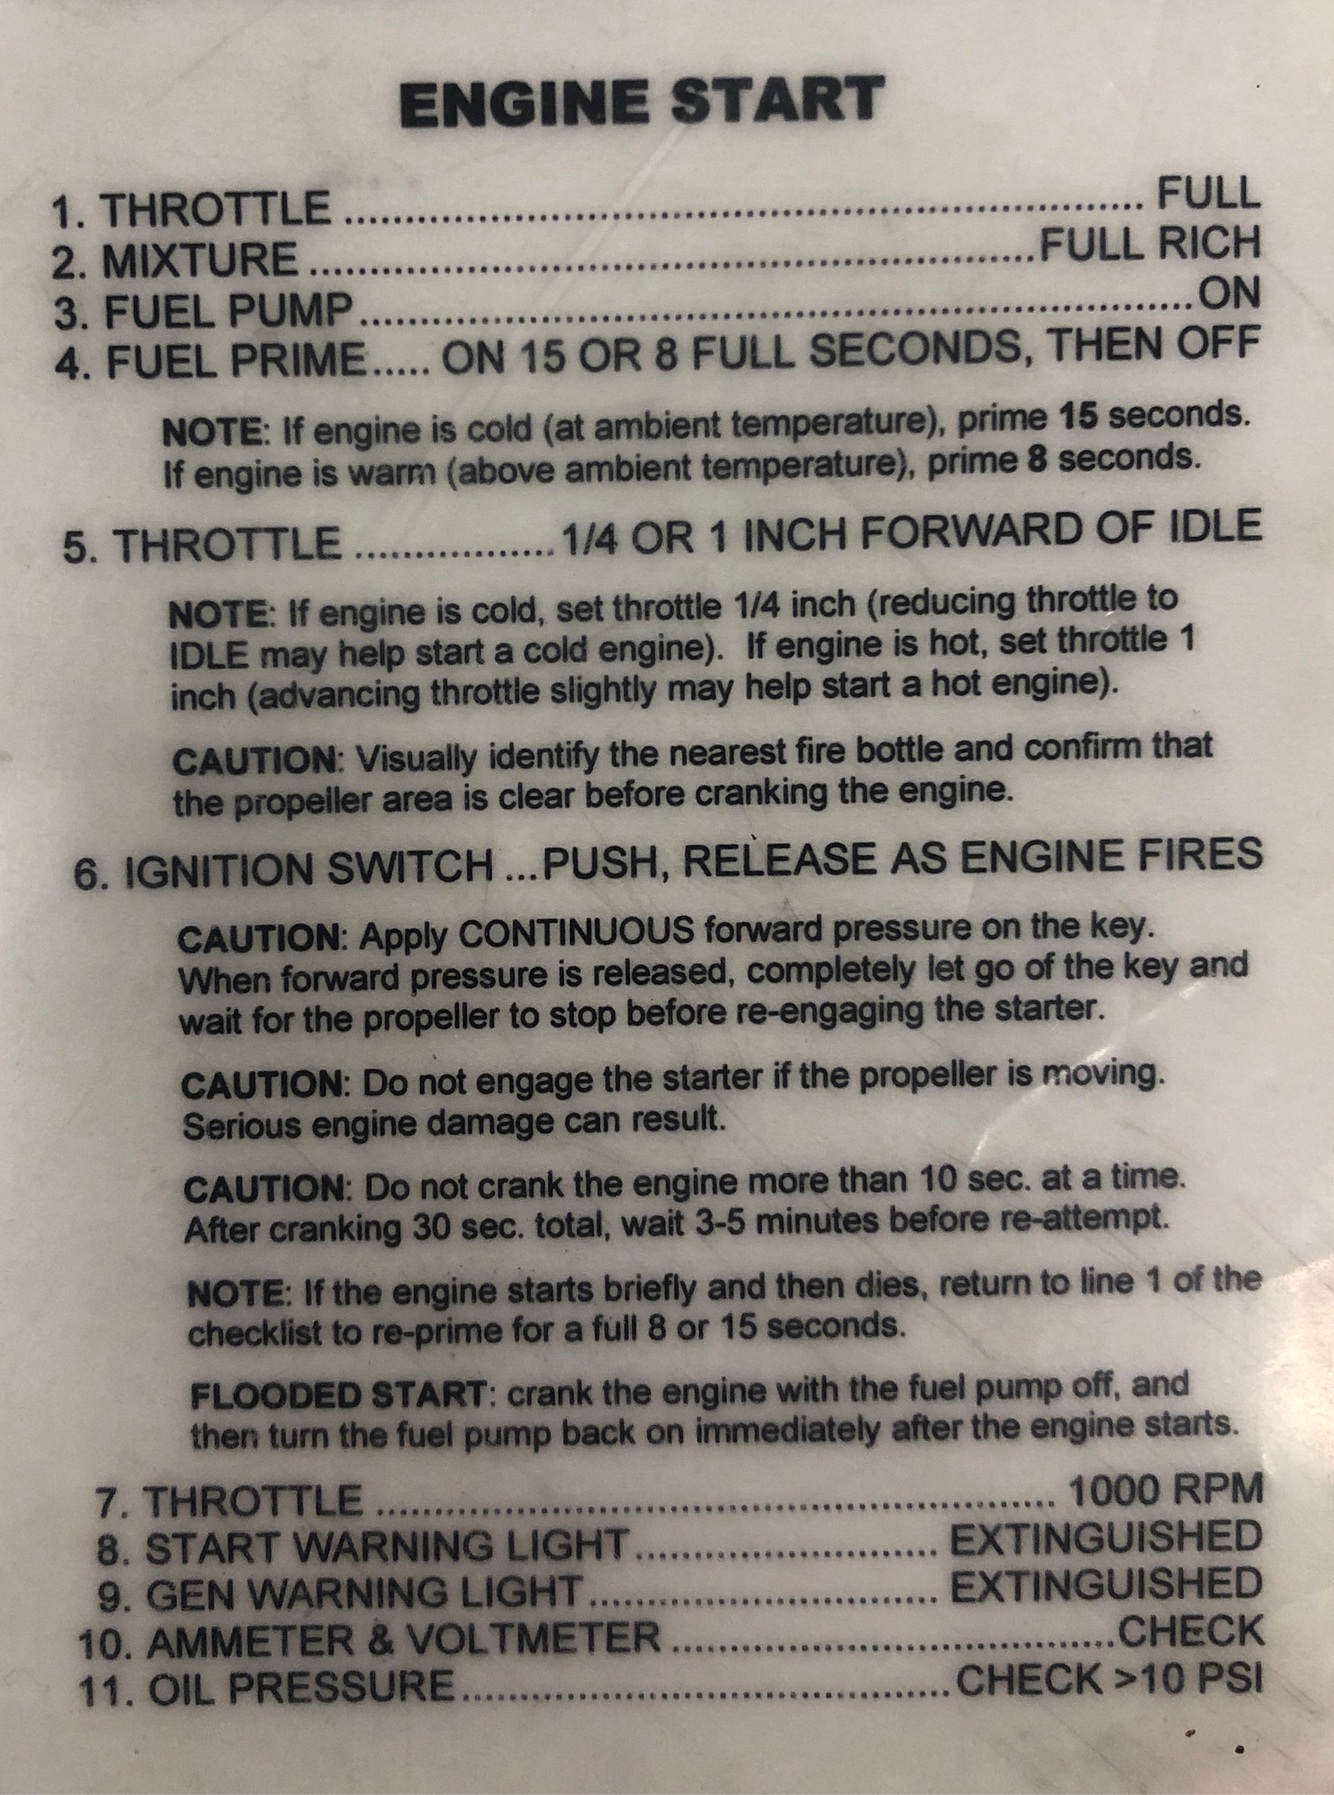 ENGINE START
1. THROTTLE ................................................................ FULL
2. MIXTURE ...........................................................FULL RICH
3. FUEL PUMP....................................................................ON
4. FUEL PRIME..... ON 15 OR 8 FULL SECONDS, THEN OFF
NOTE: If engine is cold (at ambient temperature), prime 15 seconds.
If engine is warm (above ambient temperature), prime 8 seconds.
5. THROTTLE .................1/4 OR 1 INCH FORWARD OF IDLE
NOTE: If engine is cold, set throttle 1/4 inch (reducing throttle to
IDLE may help start a cold engine). If engine is hot, set throttle 1
inch (advancing throttle slightly may help start a hot engine).
CAUTION: Visually identify the nearest fire bottle and confirm that
the propeller area is clear before cranking the engine.
6. IGNITION SWITCH ...PUSH, RELEASE AS ENGINE FIRES
CAUTION: Apply CONTINUOUS forward pressure on the key.
When forward pressure is released, completely let go of the key and
wait for the propeller to stop before re-engaging the starter.
CAUTION: Do not engage the starter if the propeller is moving.
Serious engine damage can result.
CAUTION: Do not crank the engine more than 10 sec. at a time.
After cranking 30 sec. total, wait 3-5 minutes before re-attempt.
NOTE: If the engine starts briefly and then dies, return to line 1 of the
checklist to re-prime for a full 8 or 15 seconds.
FLOODED START: crank the engine with the fuel pump off, and
then turn the fuel pump back on immediately after the engine starts.
7. THROTTLE ......................................................... 1000 RPM
8. START WARNING LIGHT......................... EXTINGUISHED
9. GEN WARNING LIGHT............................. EXTINGUISHED
10. AMMETER & VOLTMETER .....................................CHECK
11. OIL PRESSURE.........................................CHECK >10 PSI